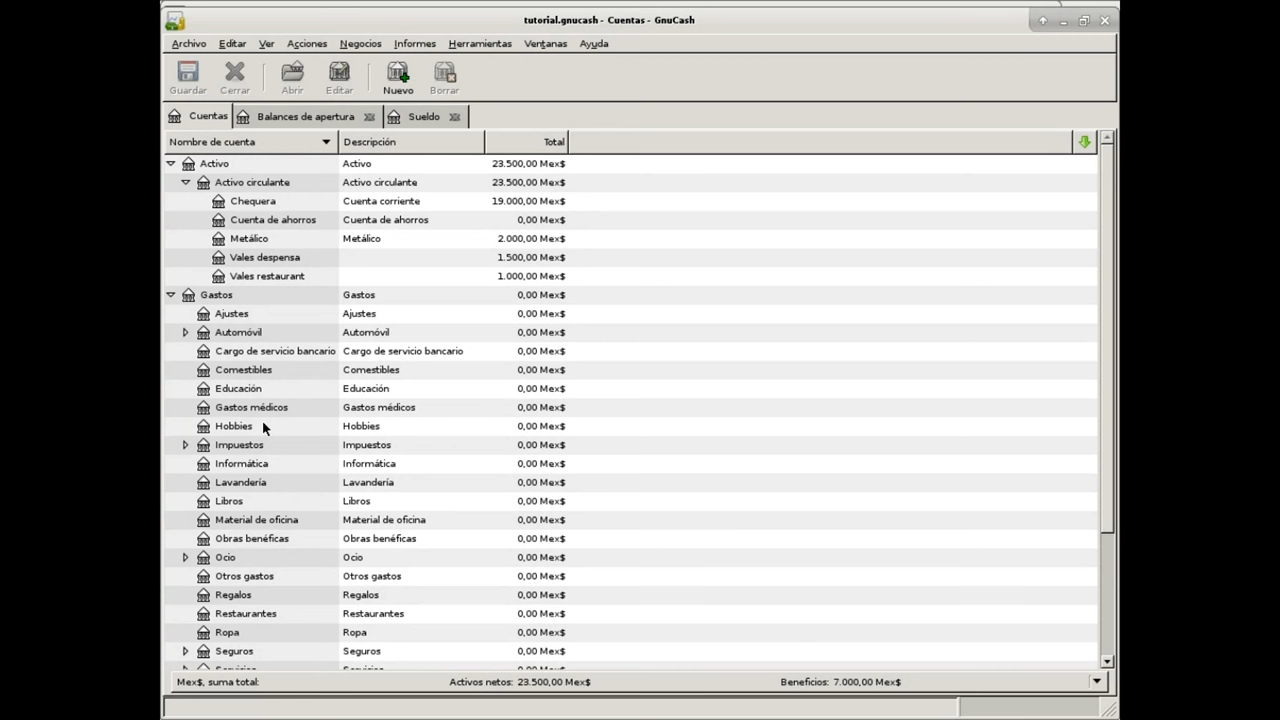 tutorial.gnucash - Cuentas - GnuCash
Archivo Editar Ver Acciones Negocios Informes Herramientas Ventanas Ayuda
Guardar Cerrar Abrir Editar Nuevo Borrar
Cuentas Balances de apertura Sueldo
Nombre de cuenta Descripción Total
Activo Activo 23.500,00 Mex$
Activo circulante Activo circulante 23.500,00 Mex$
Chequera Cuenta corriente 19.000,00 Mex$
Cuenta de ahorros Cuenta de ahorros 0,00 Mex$
Metálico Metálico 2.000,00 Mex$
Vales despensa 1.500,00 Mex$
Vales restaurant 1.000,00 Mex$
Gastos Gastos 0,00 Mex$
Ajustes Ajustes 0,00 Mex$
Automóvil Automóvil 0,00 Mex$
Cargo de servicio bancario Cargo de servicio bancario 0,00 Mex$
Comestibles Comestibles 0,00 Mex$
Educación Educación 0,00 Mex$
Gastos médicos Gastos médicos 0,00 Mex$
Hobbies Hobbies 0,00 Mex$
Impuestos Impuestos 0,00 Mex$
Informática Informática 0,00 Mex$
Lavandería Lavandería 0,00 Mex$
Libros Libros 0,00 Mex$
Material de oficina Material de oficina 0,00 Mex$
Obras benéficas Obras benéficas 0,00 Mex$
Ocio Ocio 0,00 Mex$
Otros gastos Otros gastos 0,00 Mex$
Regalos Regalos 0,00 Mex$
Restaurantes Restaurantes 0,00 Mex$
Ropa Ropa 0,00 Mex$
Seguros Seguros 0,00 Mex$
Mex$, suma total: Activos netos: 23.500,00 Mex$ Beneficios: 7.000,00 Mex$